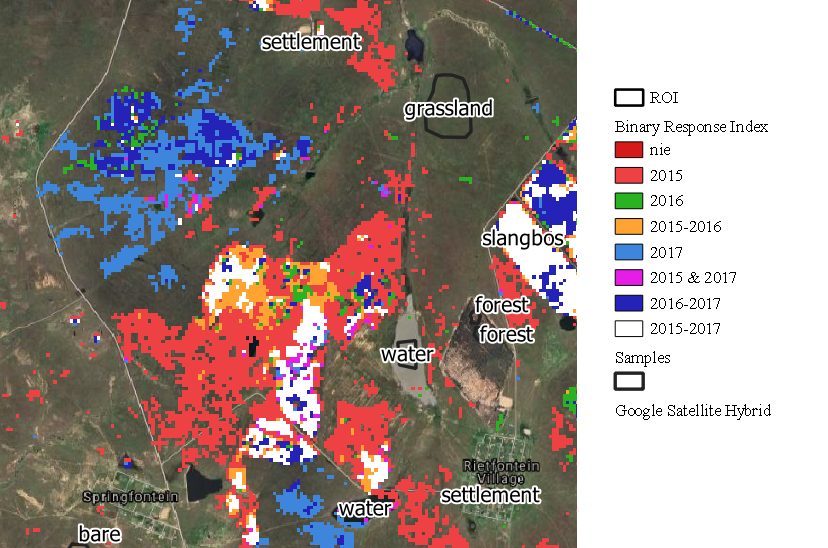 settlement
grassland
slangbos
forest
forest
water
Rietfontein
Village
settlement
Springfontein
water
bare
ROI
Binary Response Index
nie
2015
2016
2015-2016
2017
2015 & 2017
2016-2017
2015-2017
Samples
Google Satellite Hybrid